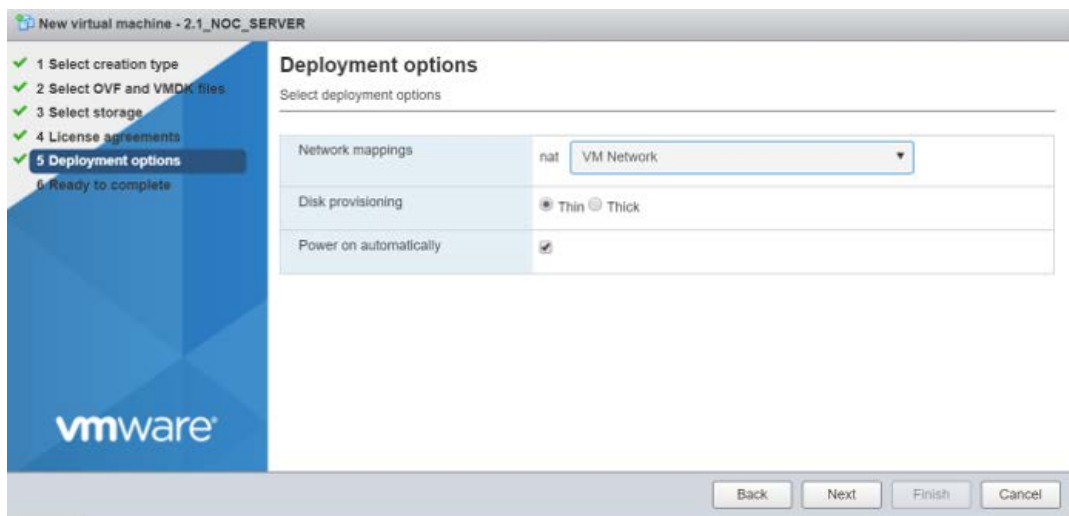 New virtual machine - 2.1_NOC_SERVER
1 Select creation type
2 Select OVF and VMDK files
3 Select storage
4 License agreements
5 Deployment options
6 Ready to complete
vmware®
Deployment options
Select deployment options
Network mappings nat VM Network
Disk provisioning Thin Thick
Power on automatically
Back Next Finish Cancel